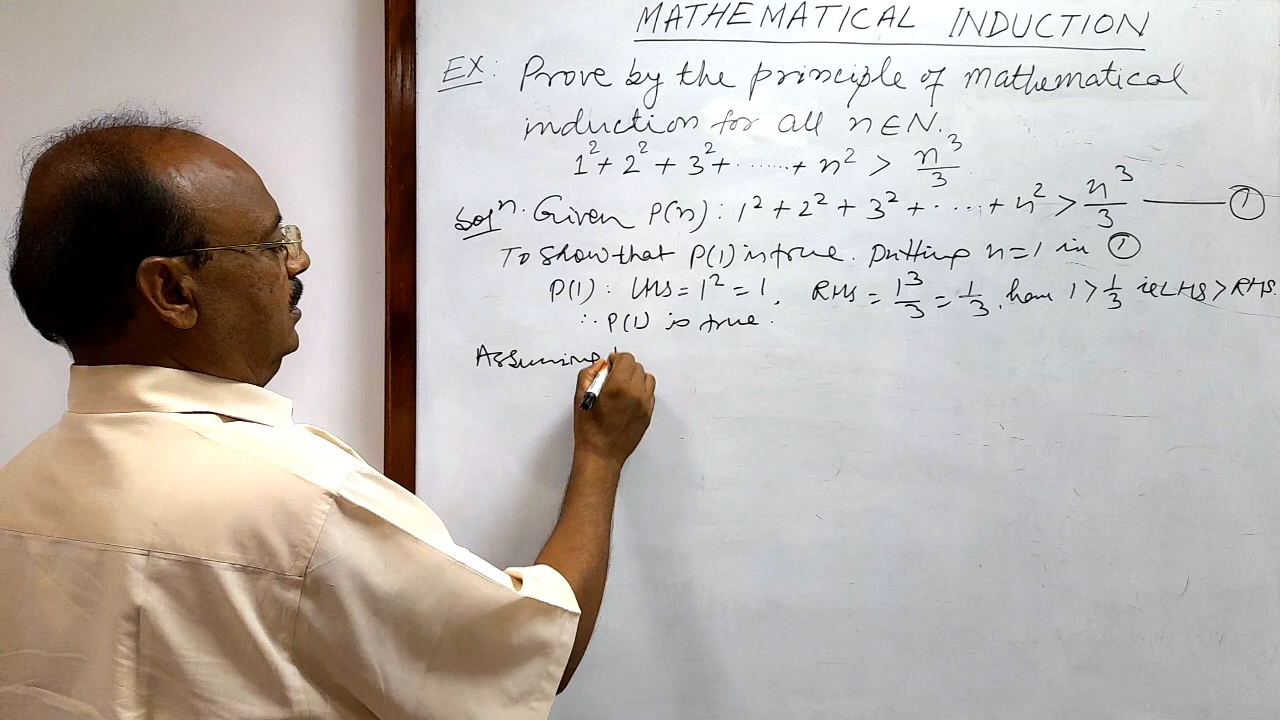 MATHEMATICAL INDUCTION
EX: Prove by the principle of mathematical
induction for all n∈N.
1² + 2² + 3² + ...... + n² > n³/3.
Solⁿ. Given P(n): 1² + 2² + 3² + ..... + n² > n³/3 —— ①
To show that P(1) is true. Putting n=1 in ①
P(1): LHS = 1² = 1, RHS = 1³/3 = 1/3, 1 > 1/3 ie LHS > RHS.
∴ P(1) is true.
Assuming